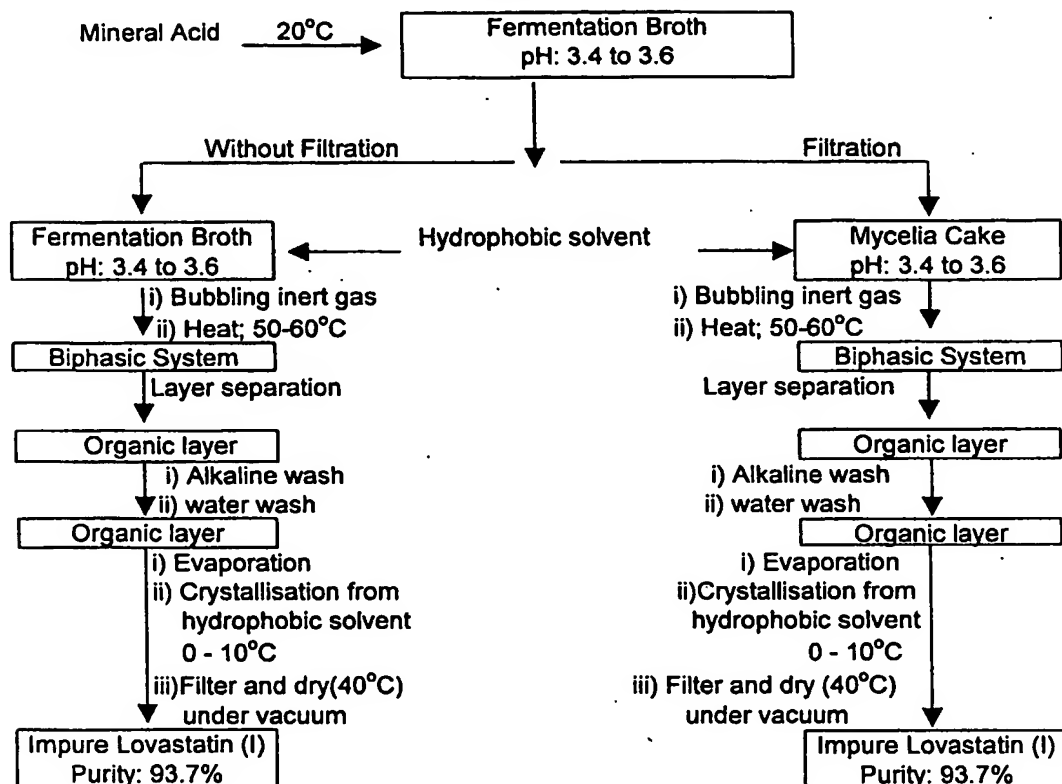 Mineral Acid
20°C
Fermentation Broth
pH: 3.4 to 3.6
Without Filtration
Filtration
Fermentation Broth
pH: 3.4 to 3.6
Hydrophobic solvent
Mycelia Cake
pH: 3.4 to 3.6
i) Bubbling inert gas
ii) Heat; 50-60°C
Biphasic System
Layer separation
Organic layer
i) Alkaline wash
ii) water wash
Organic layer
i) Evaporation
ii) Crystallisation from
hydrophobic solvent
0 - 10°C
iii)Filter and dry(40°C)
under vacuum
Impure Lovastatin (I)
Purity: 93.7%
i) Bubbling inert gas
ii) Heat; 50-60°C
Biphasic System
Layer separation
Organic layer
i) Alkaline wash
ii) water wash
Organic layer
i) Evaporation
ii)Crystallisation from
hydrophobic solvent
0 - 10°C
iii) Filter and dry (40°C)
under vacuum
Impure Lovastatin (I)
Purity: 93.7%